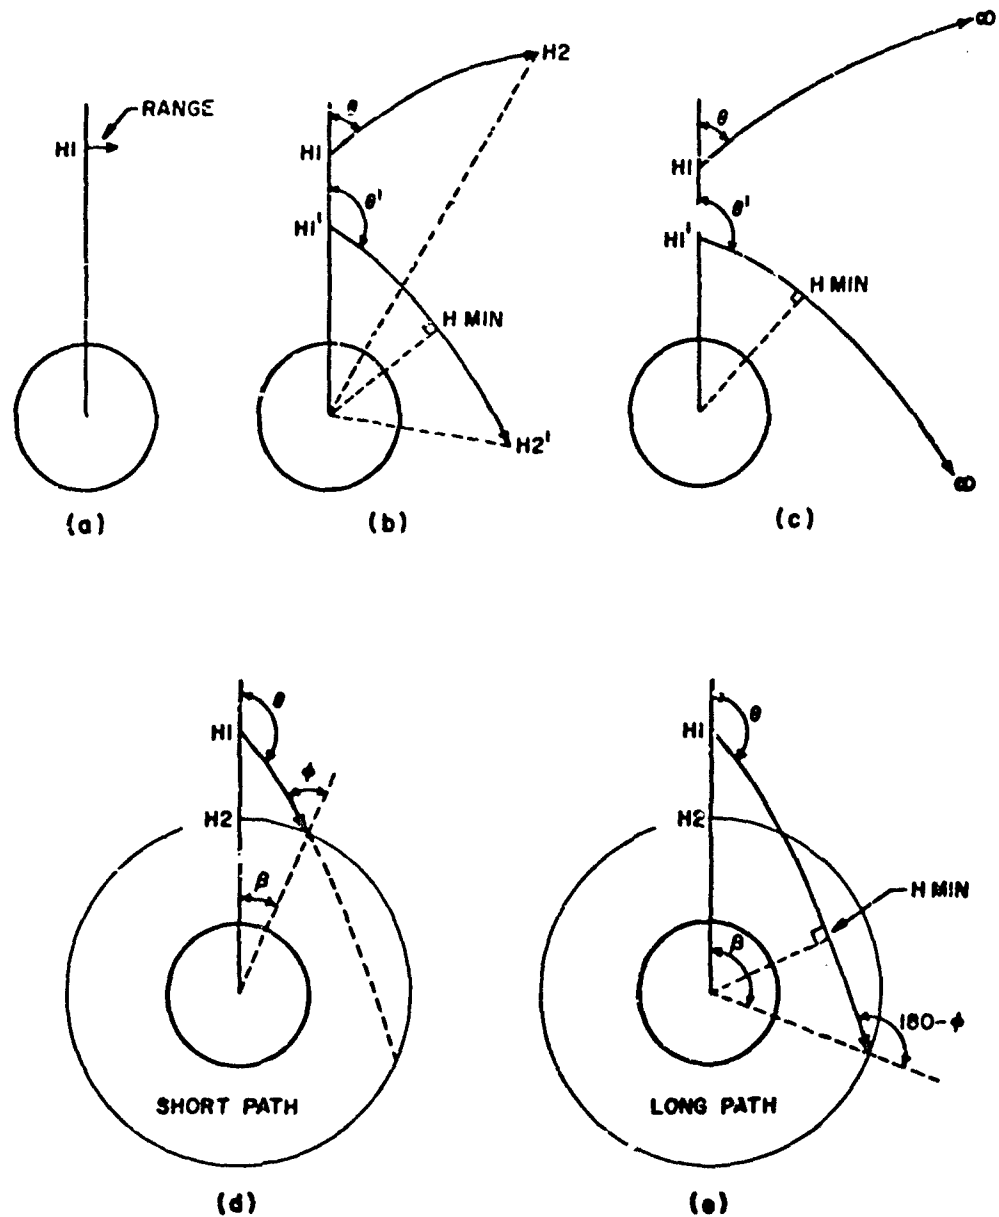 RANGE
H1
(a)
H2
θ
H1
θ'
H1'
H MIN
H2'
(b)
∞
θ
H1
θ'
H1'
H MIN
∞
(c)
θ
H1
ϕ
H2
β
SHORT PATH
(d)
θ
H1
H2
H MIN
β
180-ϕ
LONG PATH
(e)